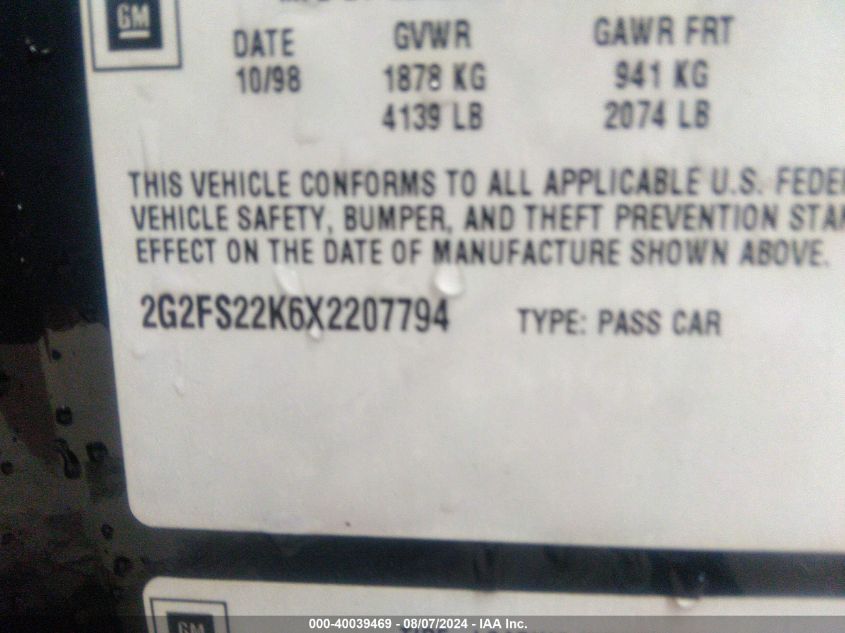 GM
DATE GVWR GAWR FRT
10/98 1878 KG 941 KG
4139 LB 2074 LB
THIS VEHICLE CONFORMS TO ALL APPLICABLE U.S.
VEHICLE SAFETY, BUMPER, AND THEFT PREVENTION
EFFECT ON THE DATE OF MANUFACTURE SHOWN ABOVE.
2G2FS22K6X2207794 TYPE: PASS CAR
GM
000-40039469 - 08/07/2024 - IAA Inc.